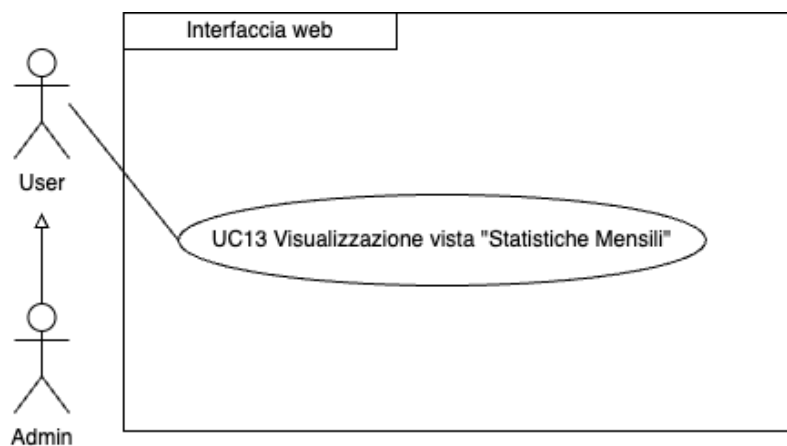 Interfaccia web
User
UC13 Visualizzazione vista "Statistiche Mensili"
Admin